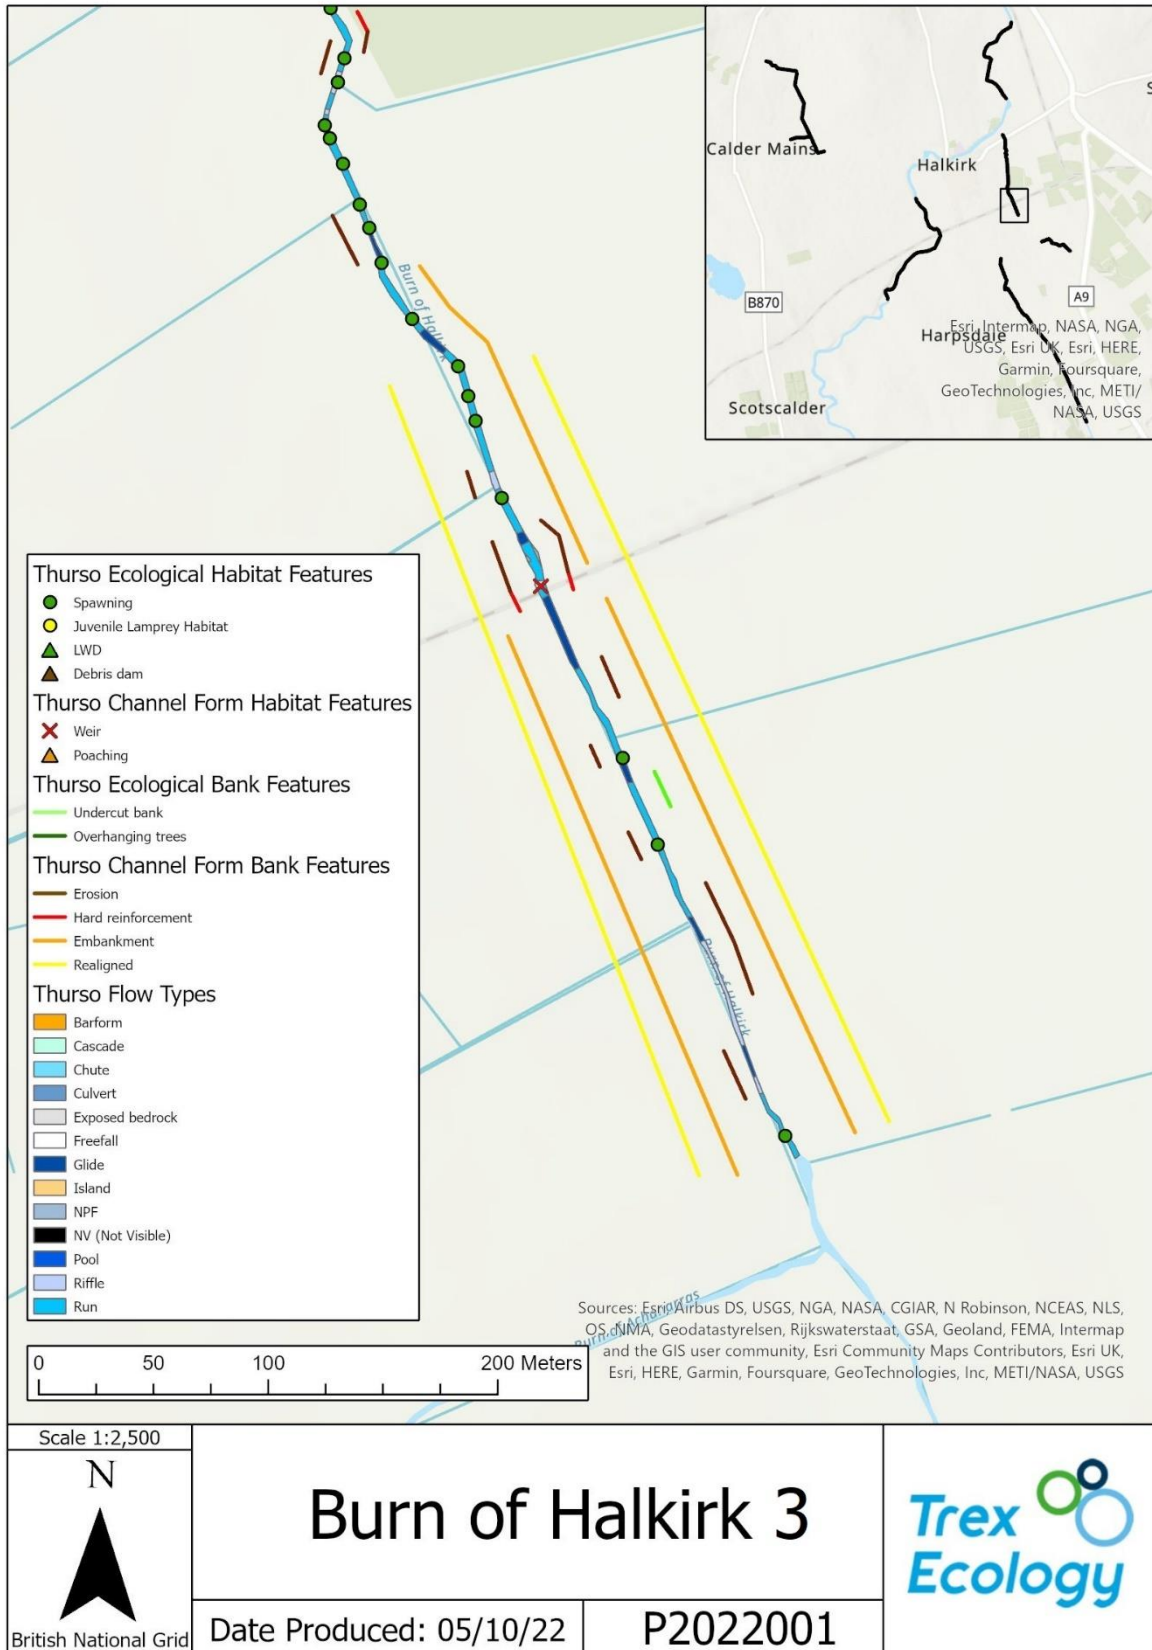 Calder Mains
Halkirk
S
B870
A9
Harpsdale
Scotscalder
Esri, Intermap, NASA, NGA,
USGS, Esri UK, Esri, HERE,
Garmin, Foursquare,
GeoTechnologies, Inc, METI/
NASA, USGS
Burn of Halkirk
Thurso Ecological Habitat Features
Spawning
Juvenile Lamprey Habitat
LWD
Debris dam
Thurso Channel Form Habitat Features
Weir
Poaching
Thurso Ecological Bank Features
Undercut bank
Overhanging trees
Thurso Channel Form Bank Features
Erosion
Hard reinforcement
Embankment
Realigned
Thurso Flow Types
Barform
Cascade
Chute
Culvert
Exposed bedrock
Freefall
Glide
Island
NPF
NV (Not Visible)
Pool
Riffle
Run
Burn of Halkirk
Burn of Achanarras
Sources: Esri, Airbus DS, USGS, NGA, NASA, CGIAR, N Robinson, NCEAS, NLS,
OS, NMA, Geodatastyrelsen, Rijkswaterstaat, GSA, Geoland, FEMA, Intermap
and the GIS user community, Esri Community Maps Contributors, Esri UK,
Esri, HERE, Garmin, Foursquare, GeoTechnologies, Inc, METI/NASA, USGS
0 50 100 200 Meters
Scale 1:2,500
N
British National Grid
Burn of Halkirk 3
Date Produced: 05/10/22
P2022001
Trex
Ecology